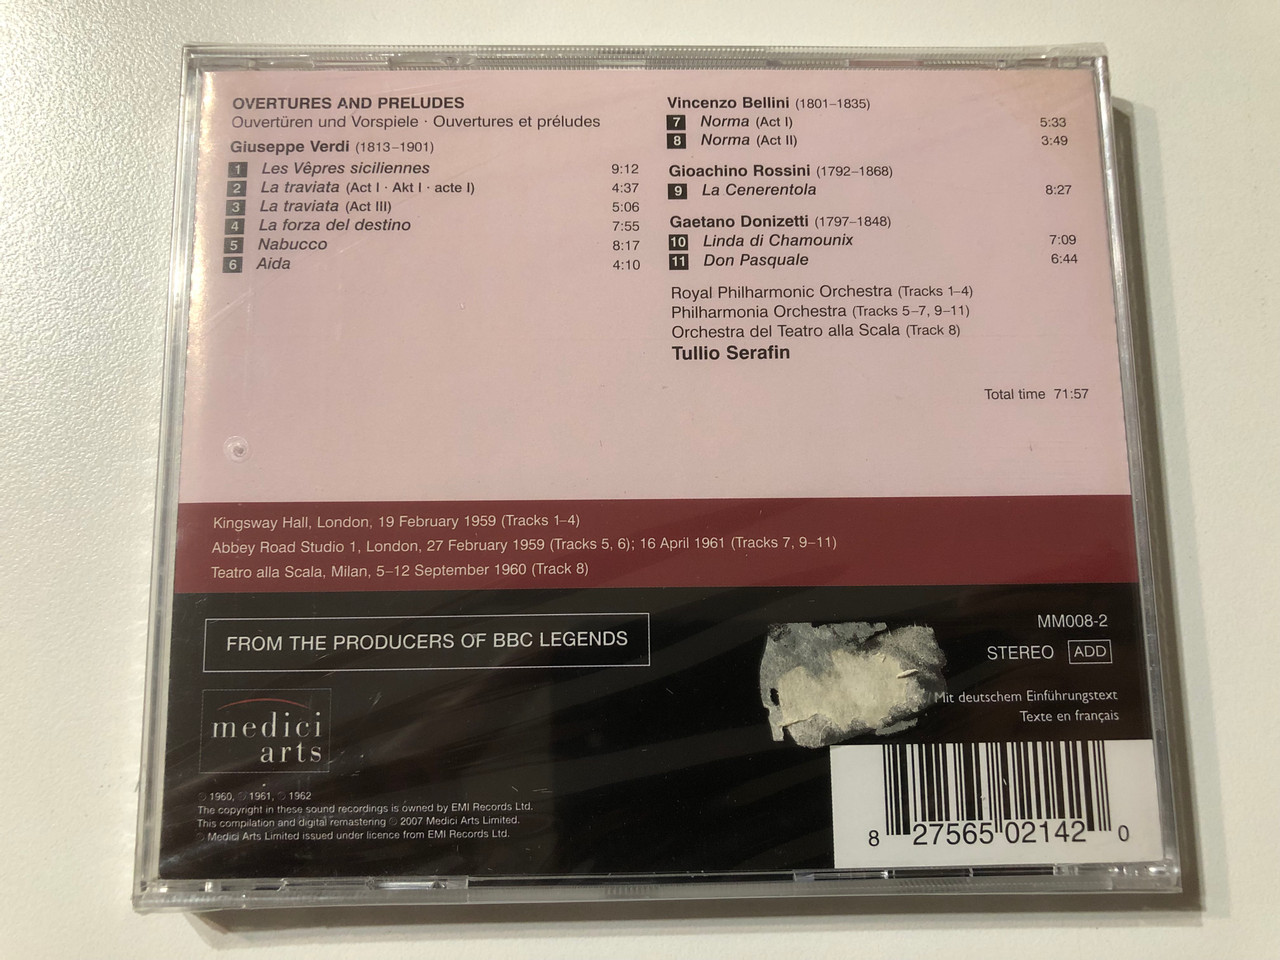 OVERTURES AND PRELUDES
Ouvertüren und Vorspiele · Ouvertures et préludes
Giuseppe Verdi (1813–1901)
1 Les Vêpres siciliennes 9:12
2 La traviata (Act I · Akt I · acte I) 4:37
3 La traviata (Act III) 5:06
4 La forza del destino 7:55
5 Nabucco 8:17
6 Aida 4:10
Vincenzo Bellini (1801–1835)
7 Norma (Act I) 5:33
8 Norma (Act II) 3:49
Gioachino Rossini (1792–1868)
9 La Cenerentola 8:27
Gaetano Donizetti (1797–1848)
10 Linda di Chamounix 7:09
11 Don Pasquale 6:44
Royal Philharmonic Orchestra (Tracks 1–4)
Philharmonia Orchestra (Tracks 5–7, 9–11)
Orchestra del Teatro alla Scala (Track 8)
Tullio Serafin
Total time 71:57
Kingsway Hall, London, 19 February 1959 (Tracks 1–4)
Abbey Road Studio 1, London, 27 February 1959 (Tracks 5, 6); 16 April 1961 (Tracks 7, 9–11)
Teatro alla Scala, Milan, 5–12 September 1960 (Track 8)
FROM THE PRODUCERS OF BBC LEGENDS
MM008-2
STEREO ADD
Mit deutschem Einführungstext
Texte en français
medici
arts
℗ 1960, ℗ 1961, ℗ 1962
The copyright in these sound recordings is owned by EMI Records Ltd.
This compilation and digital remastering ℗ 2007 Medici Arts Limited.
© Medici Arts Limited issued under licence from EMI Records Ltd.
8 27565 02142 0